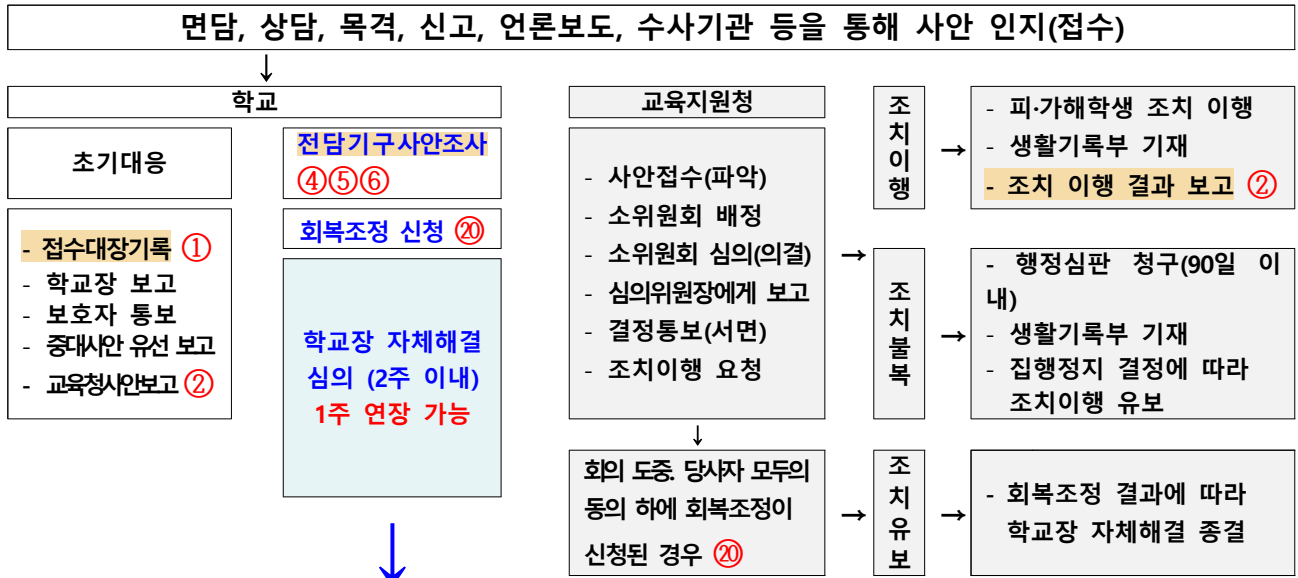 면담, 상담, 목격, 신고, 언론보도, 수사기관 등을 통해 사안 인지(접수)
↓
학교
초기대응
- 접수대장기록 ①
- 학교장 보고
- 보호자 통보
- 중대사안 유선 보고
- 교육청사안보고 ②
전담기구사안조사
④⑤⑥
회복조정 신청 ⑳
학교장 자체해결
심의 (2주 이내)
1주 연장 가능
교육지원청
- 사안접수(파악)
- 소위원회 배정
- 소위원회 심의(의결)
- 심의위원장에게 보고
- 결정통보(서면)
- 조치이행 요청
→
↓
회의 도중. 당사자 모두의
동의 하에 회복조정이
신청된 경우 ⑳
→
조
치
이
행
→
- 피·가해학생 조치 이행
- 생활기록부 기재
- 조치 이행 결과 보고 ②
조
치
불
복
→
- 행정심판 청구(90일 이
내)
- 생활기록부 기재
- 집행정지 결정에 따라
조치이행 유보
조
치
유
보
→
- 회복조정 결과에 따라
학교장 자체해결 종결